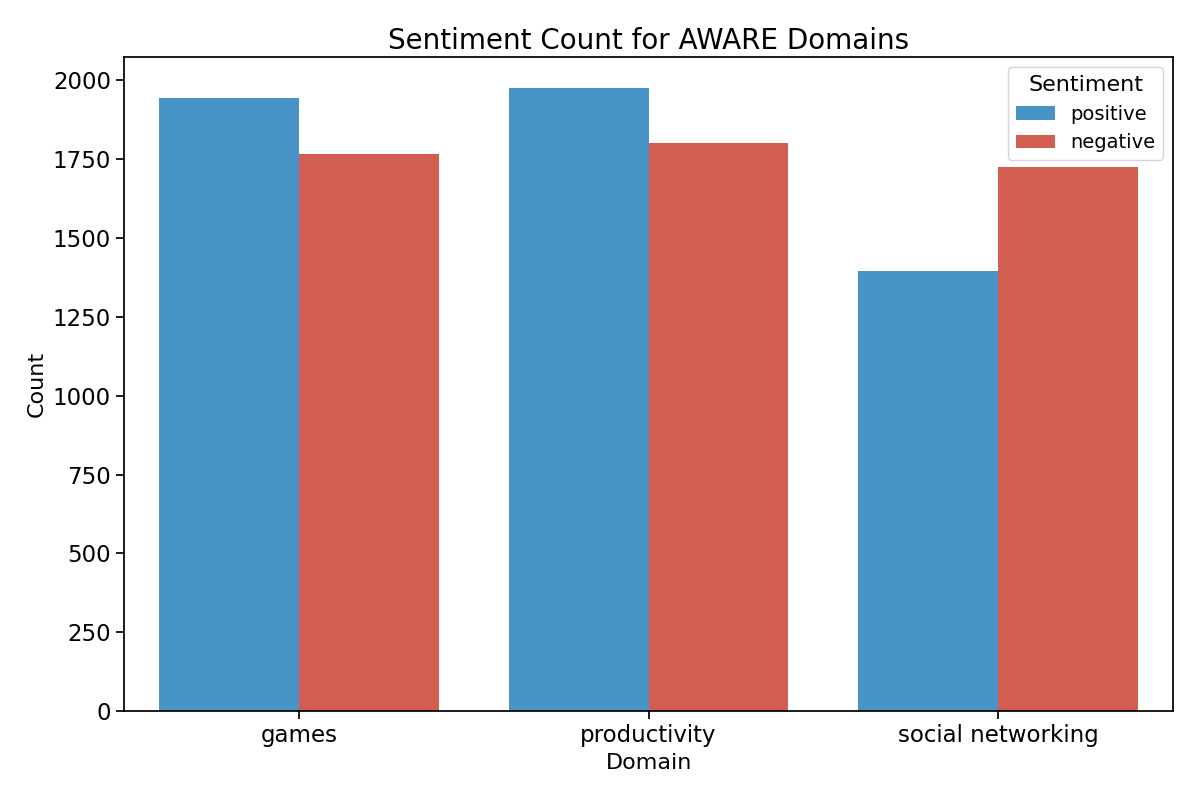 Sentiment Count for AWARE Domains
Sentiment
positive
negative
2000
1750
1500
1250
1000
750
500
250
0
Count
games
productivity
social networking
Domain